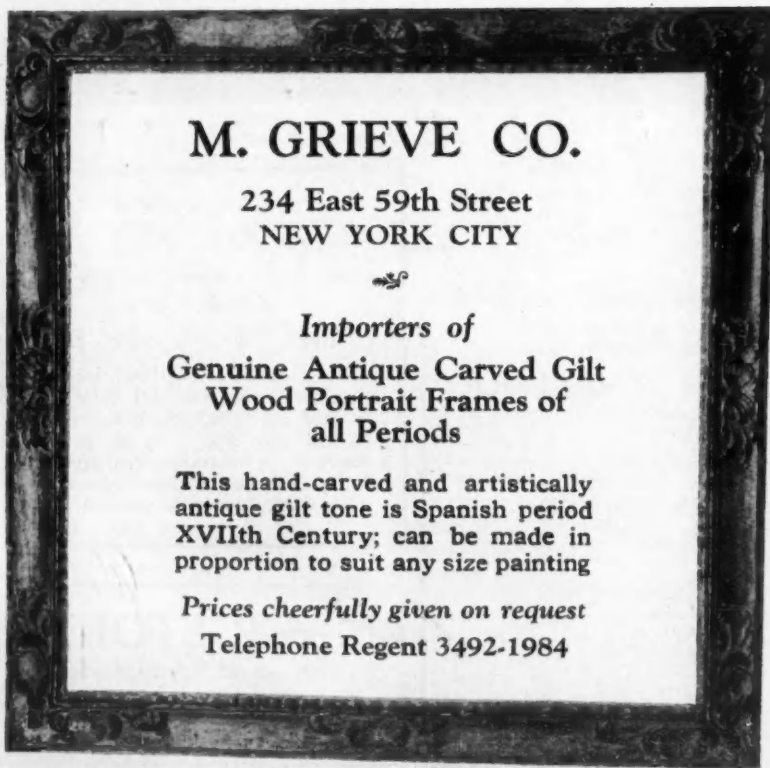 M. GRIEVE CO.
234 East 59th Street
NEW YORK CITY
Importers of
Genuine Antique Carved Gilt
Wood Portrait Frames of
all Periods
This hand-carved and artistically
antique gilt tone is Spanish period
XVIIth Century; can be made in
proportion to suit any size painting
Prices cheerfully given on request
Telephone Regent 3492-1984